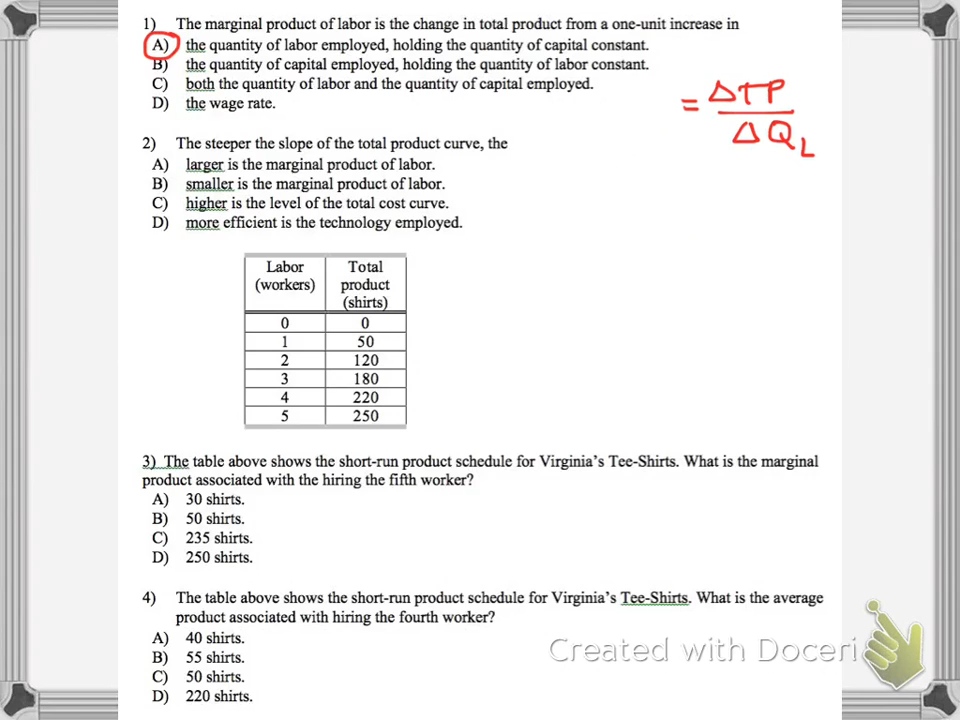 1) The marginal product of labor is the change in total product from a one-unit increase in
A) the quantity of labor employed, holding the quantity of capital constant.
B) the quantity of capital employed, holding the quantity of labor constant.
C) both the quantity of labor and the quantity of capital employed.
D) the wage rate.
= ΔTP
ΔQL
2) The steeper the slope of the total product curve, the
A) larger is the marginal product of labor.
B) smaller is the marginal product of labor.
C) higher is the level of the total cost curve.
D) more efficient is the technology employed.
Labor Total
(workers) product
(shirts)
0 0
1 50
2 120
3 180
4 220
5 250
3) The table above shows the short-run product schedule for Virginia's Tee-Shirts. What is the marginal
product associated with the hiring the fifth worker?
A) 30 shirts.
B) 50 shirts.
C) 235 shirts.
D) 250 shirts.
4) The table above shows the short-run product schedule for Virginia's Tee-Shirts. What is the average
product associated with hiring the fourth worker?
A) 40 shirts.
B) 55 shirts.
C) 50 shirts.
D) 220 shirts.
Created with Doceri